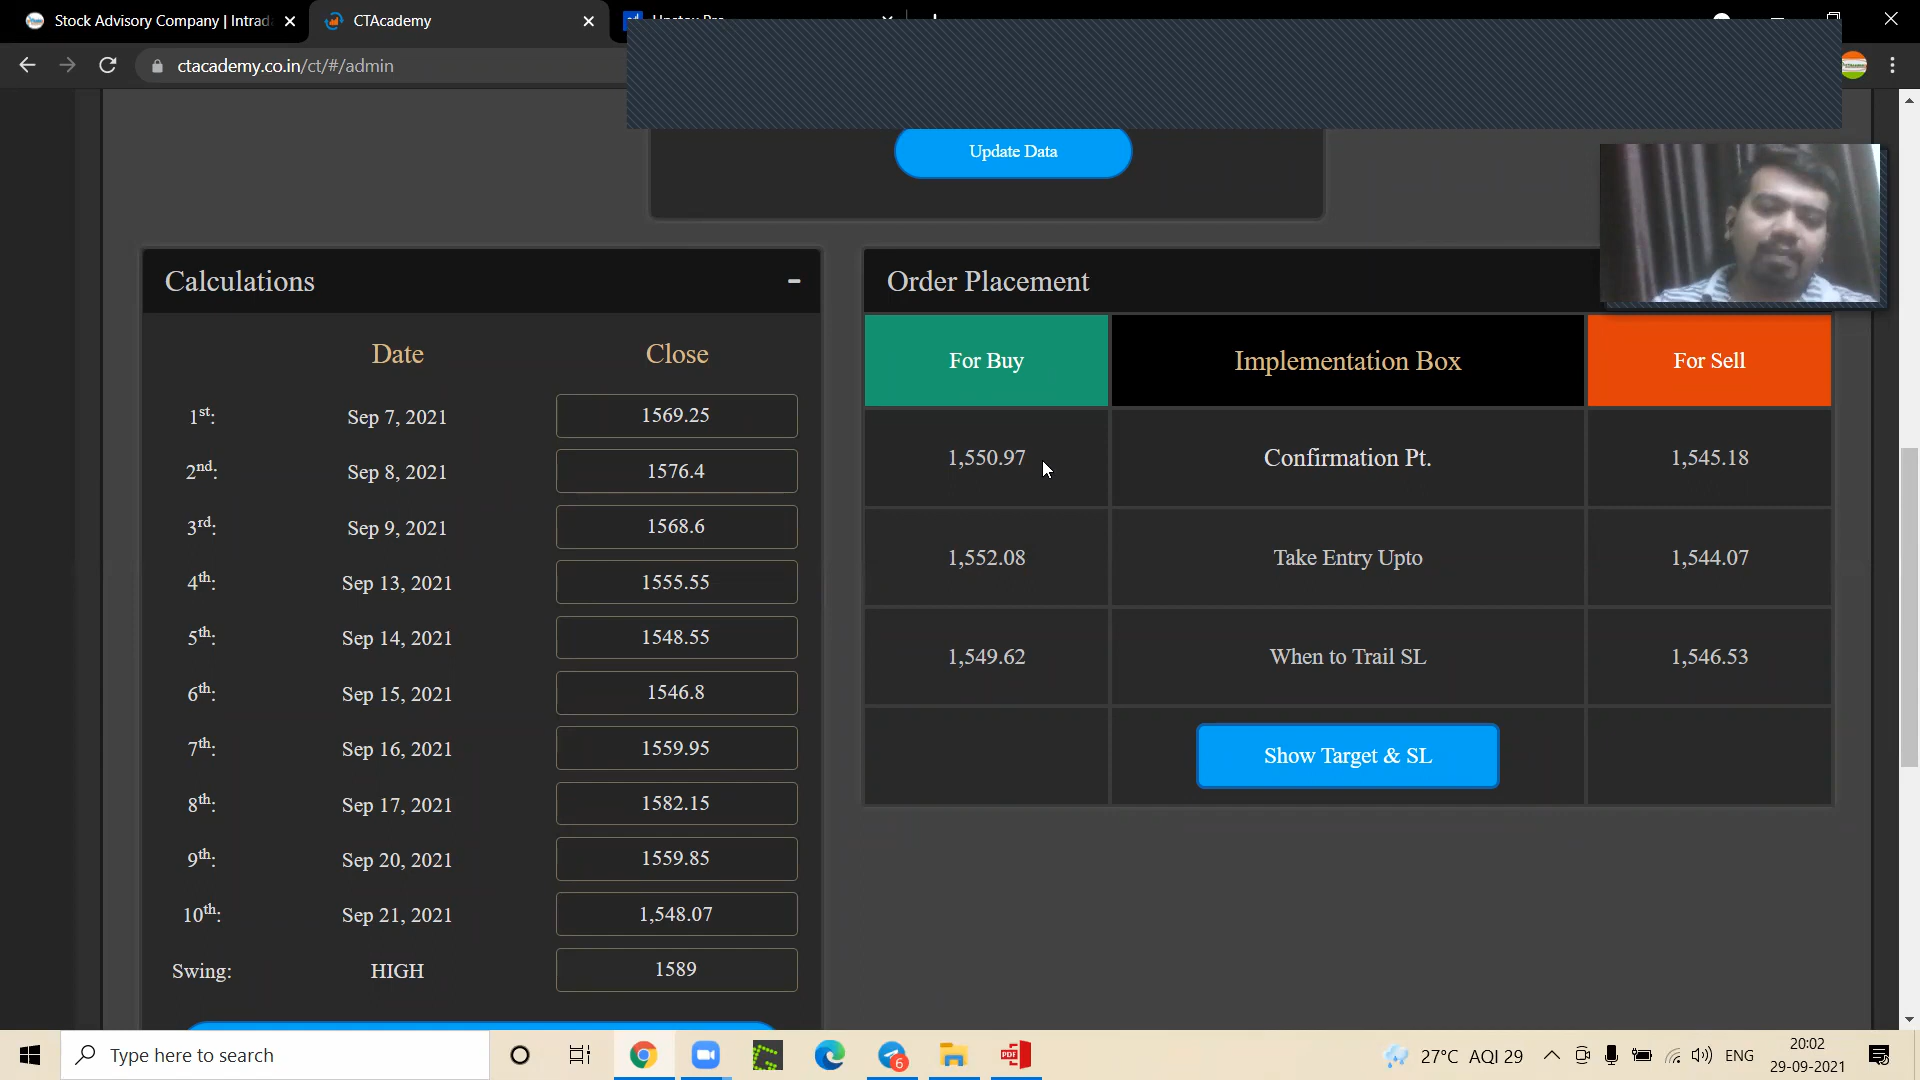 Stock Advisory Company | Intrad
CTAcademy
ctacademy.co.in/ct/#/admin
Update Data
Calculations
Date Close
1st: Sep 7, 2021 1569.25
2nd: Sep 8, 2021 1576.4
3rd: Sep 9, 2021 1568.6
4th: Sep 13, 2021 1555.55
5th: Sep 14, 2021 1548.55
6th: Sep 15, 2021 1546.8
7th: Sep 16, 2021 1559.95
8th: Sep 17, 2021 1582.15
9th: Sep 20, 2021 1559.85
10th: Sep 21, 2021 1,548.07
Swing: HIGH 1589
Order Placement
For Buy Implementation Box For Sell
1,550.97 Confirmation Pt. 1,545.18
1,552.08 Take Entry Upto 1,544.07
1,549.62 When to Trail SL 1,546.53
Show Target & SL
Type here to search
6
PDF
27°C AQI 29
ENG
20:02
29-09-2021